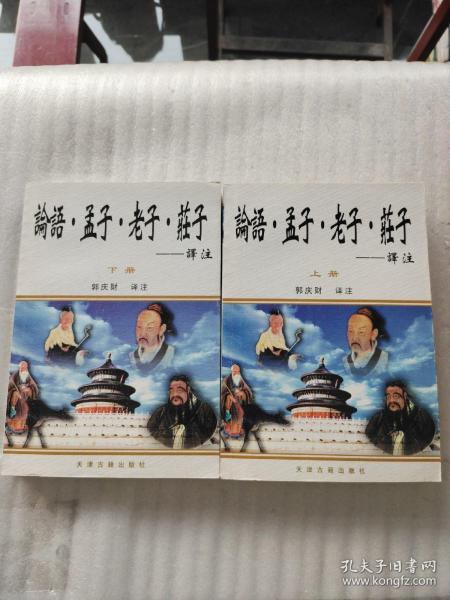 論語·孟子·老子·莊子
——譯注
下册
郭庆财 译注
天津古籍出版社
論語·孟子·老子·莊子
——譯注
上册
郭庆财 译注
天津古籍出版社
孔夫子旧书网
www.kongfz.com